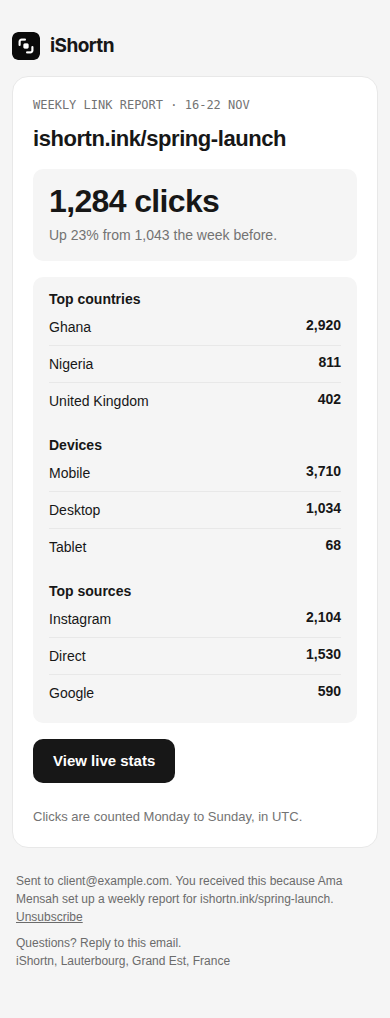 iShortn
WEEKLY LINK REPORT · 16-22 NOV
ishortn.ink/spring-launch
1,284 clicks
Up 23% from 1,043 the week before.
Top countries
Ghana 2,920
Nigeria 811
United Kingdom 402
Devices
Mobile 3,710
Desktop 1,034
Tablet 68
Top sources
Instagram 2,104
Direct 1,530
Google 590
View live stats
Clicks are counted Monday to Sunday, in UTC.
Sent to client@example.com. You received this because Ama
Mensah set up a weekly report for ishortn.ink/spring-launch.
Unsubscribe
Questions? Reply to this email.
iShortn, Lauterbourg, Grand Est, France